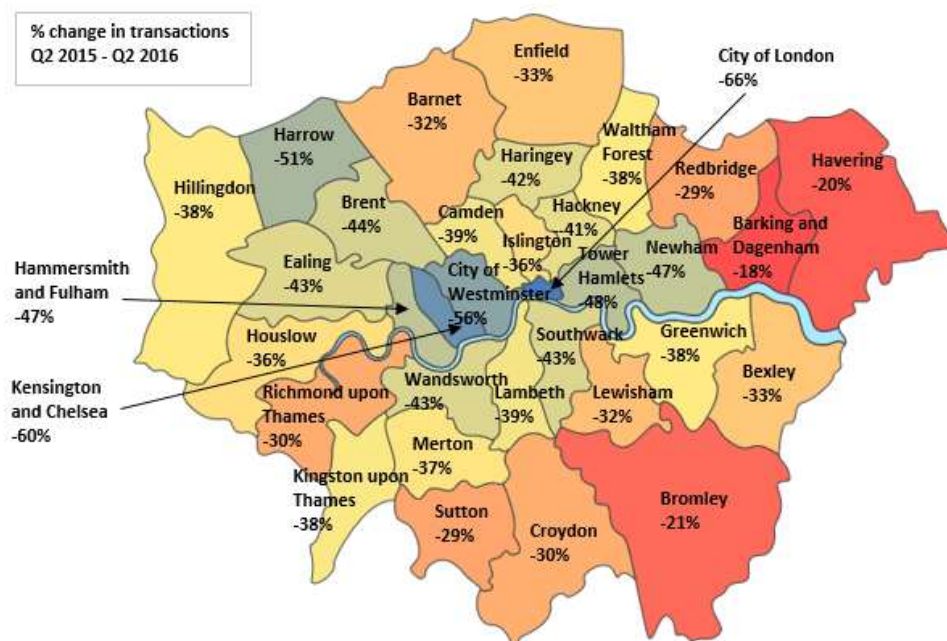 % change in transactions
Q2 2015 - Q2 2016
Enfield
-33%
City of London
-66%
Barnet
-32%
Harrow
-51%
Haringey
-42%
Waltham
Forest
-38%
Redbridge
-29%
Havering
-20%
Hillingdon
-38%
Brent
-44%
Camden
-39%
Hackney
-41%
Islington
-36%
Barking and
Dagenham
-18%
Newham
-47%
Tower
Hamlets
-48%
Ealing
-43%
City of
Westminster
-56%
Hammersmith
and Fulham
-47%
Houslow
-36%
Southwark
-43%
Greenwich
-38%
Bexley
-33%
Kensington
and Chelsea
-60%
Richmond upon
Thames
-30%
Wandsworth
-43%
Lambeth
-39%
Lewisham
-32%
Merton
-37%
Kingston upon
Thames
-38%
Sutton
-29%
Croydon
-30%
Bromley
-21%